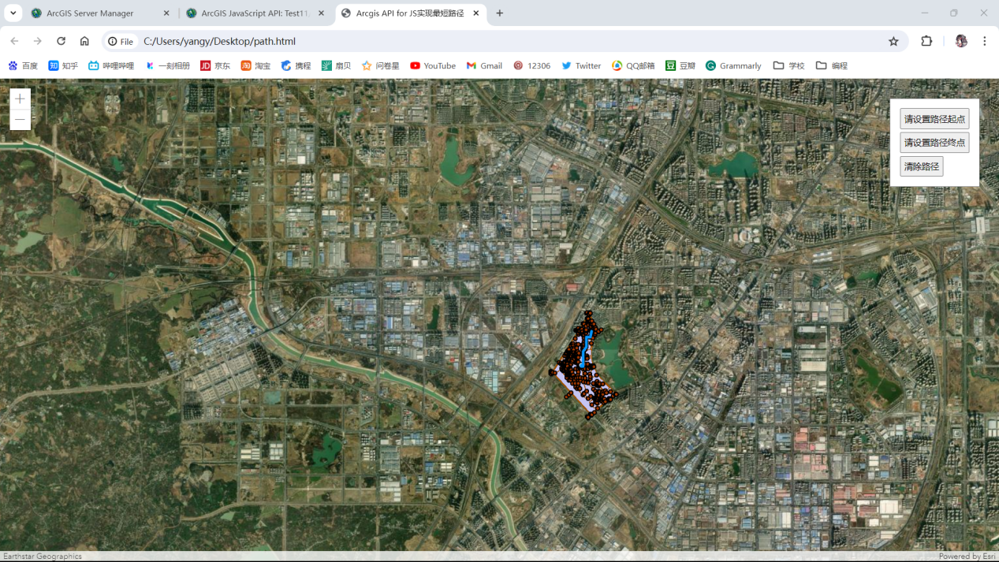 ArcGIS Server Manager
ArcGIS JavaScript API: Test11
Arcgis API for JS实现最短路径
File C:/Users/yangy/Desktop/path.html
百度 知乎 哔哩哔哩 一刻相册 京东 淘宝 携程 扇贝 问卷星 YouTube Gmail 12306 Twitter QQ邮箱 豆瓣 Grammarly 学校 编程
请设置路径起点
请设置路径终点
清除路径
Earthstar Geographics
Powered by Esri